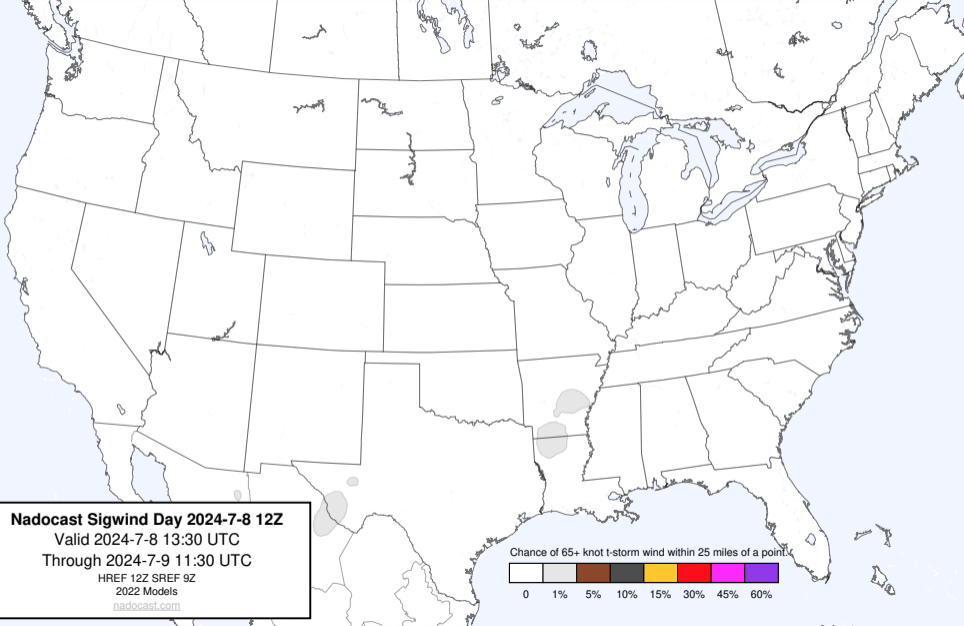 Nadocast Sigwind Day 2024-7-8 12Z
Valid 2024-7-8 13:30 UTC
Through 2024-7-9 11:30 UTC
HREF 12Z SREF 9Z
2022 Models
nadocast.com
Chance of 65+ knot t-storm wind within 25 miles of a point.
0 1% 5% 10% 15% 30% 45% 60%